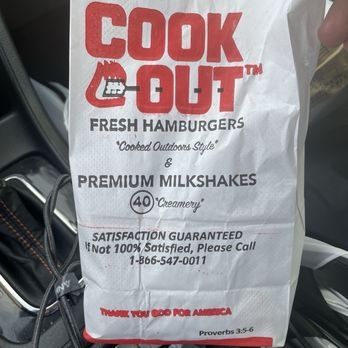 COOK
OUT™
FRESH HAMBURGERS
"Cooked Outdoors Style"
&
PREMIUM MILKSHAKES
40 "Creamery"
SATISFACTION GUARANTEED
If Not 100% Satisfied, Please Call
1-866-547-0011
THANK YOU GOD FOR AMERICA
Proverbs 3:5-6